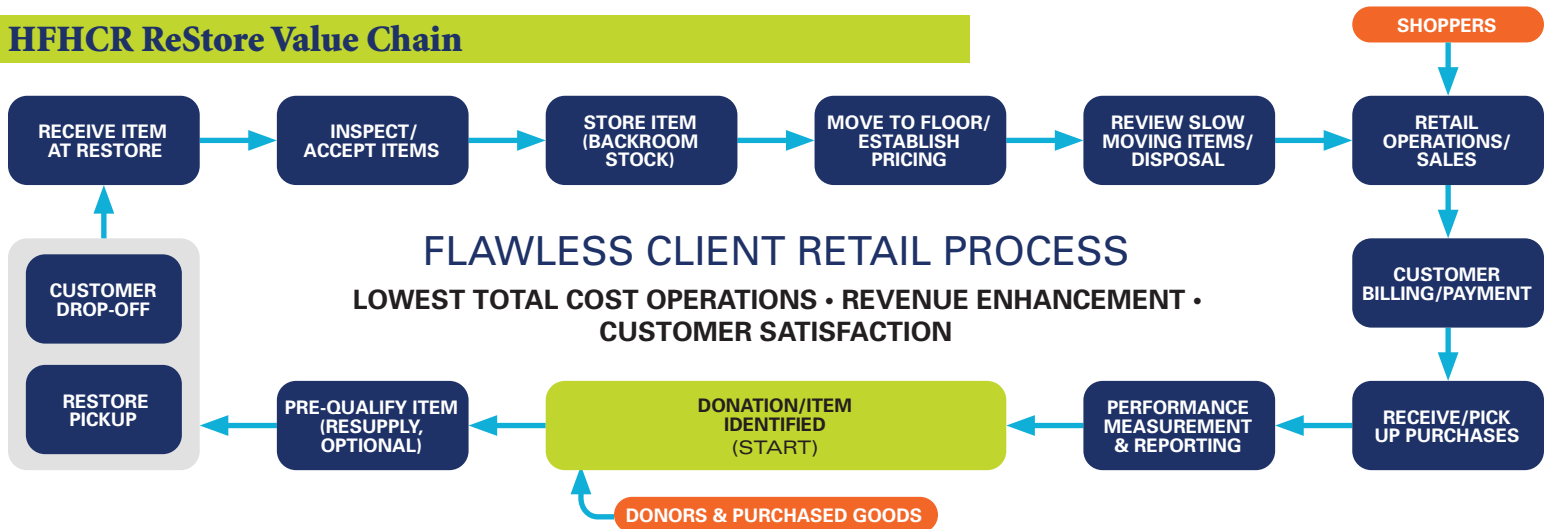 HFHCR ReStore Value Chain
SHOPPERS
RECEIVE ITEM
AT RESTORE
INSPECT/
ACCEPT ITEMS
STORE ITEM
(BACKROOM
STOCK)
MOVE TO FLOOR/
ESTABLISH
PRICING
REVIEW SLOW
MOVING ITEMS/
DISPOSAL
RETAIL
OPERATIONS/
SALES
FLAWLESS CLIENT RETAIL PROCESS
LOWEST TOTAL COST OPERATIONS • REVENUE ENHANCEMENT •
CUSTOMER SATISFACTION
CUSTOMER
DROP-OFF
CUSTOMER
BILLING/PAYMENT
RESTORE
PICKUP
PRE-QUALIFY ITEM
(RESUPPLY,
OPTIONAL)
DONATION/ITEM
IDENTIFIED
(START)
PERFORMANCE
MEASUREMENT
& REPORTING
RECEIVE/PICK
UP PURCHASES
DONORS & PURCHASED GOODS